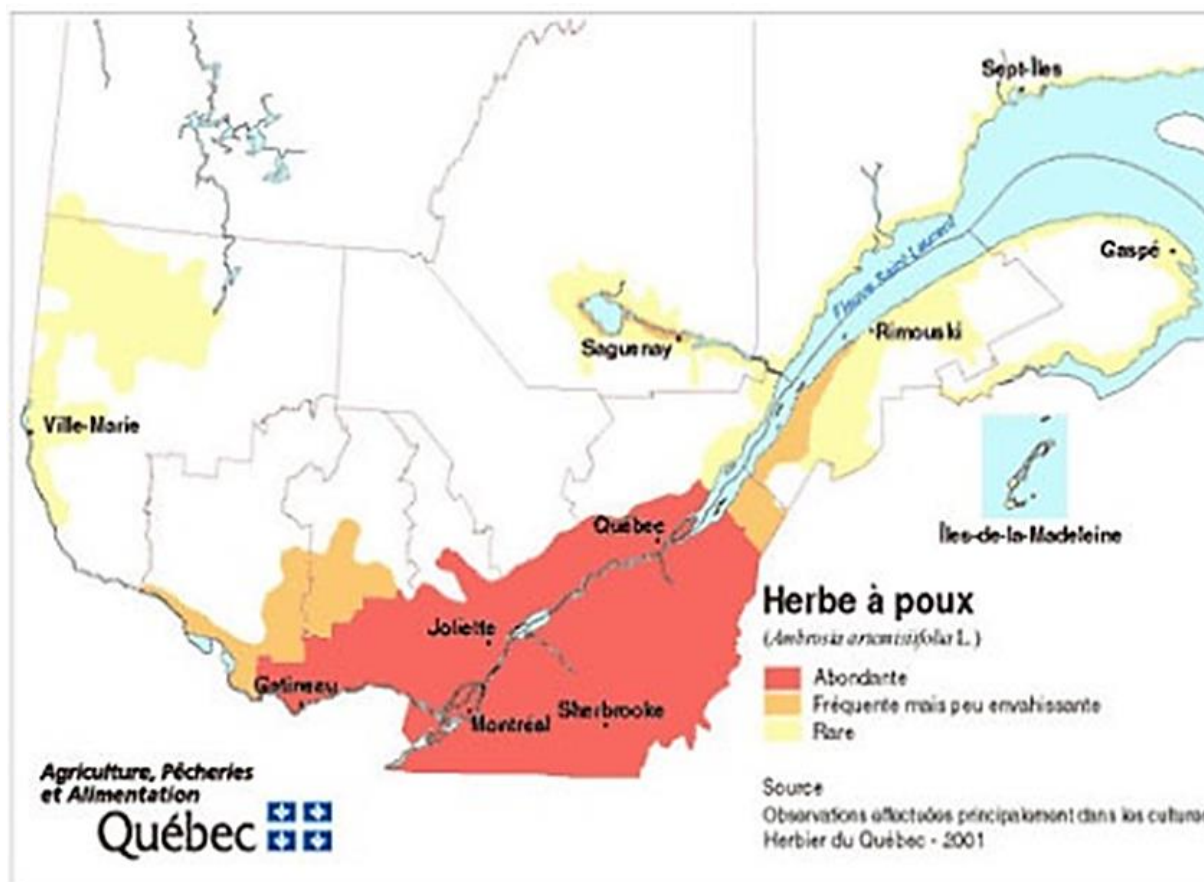 Sept-Îles
Fleuve Saint-Laurent
Gaspé
Rimouski
Saguenay
Ville-Marie
Îles-de-la-Madeleine
Québec
Herbe à poux
(Ambrosia artemisiifolia L.)
Joliette
Abondante
Gatineau
Fréquente mais peu envahissante
Montréal
Sherbrooke
Rare
Agriculture, Pêcheries
et Alimentation
Québec
Source
Observations effectuées principalement dans les cultures
Herbier du Québec - 2001